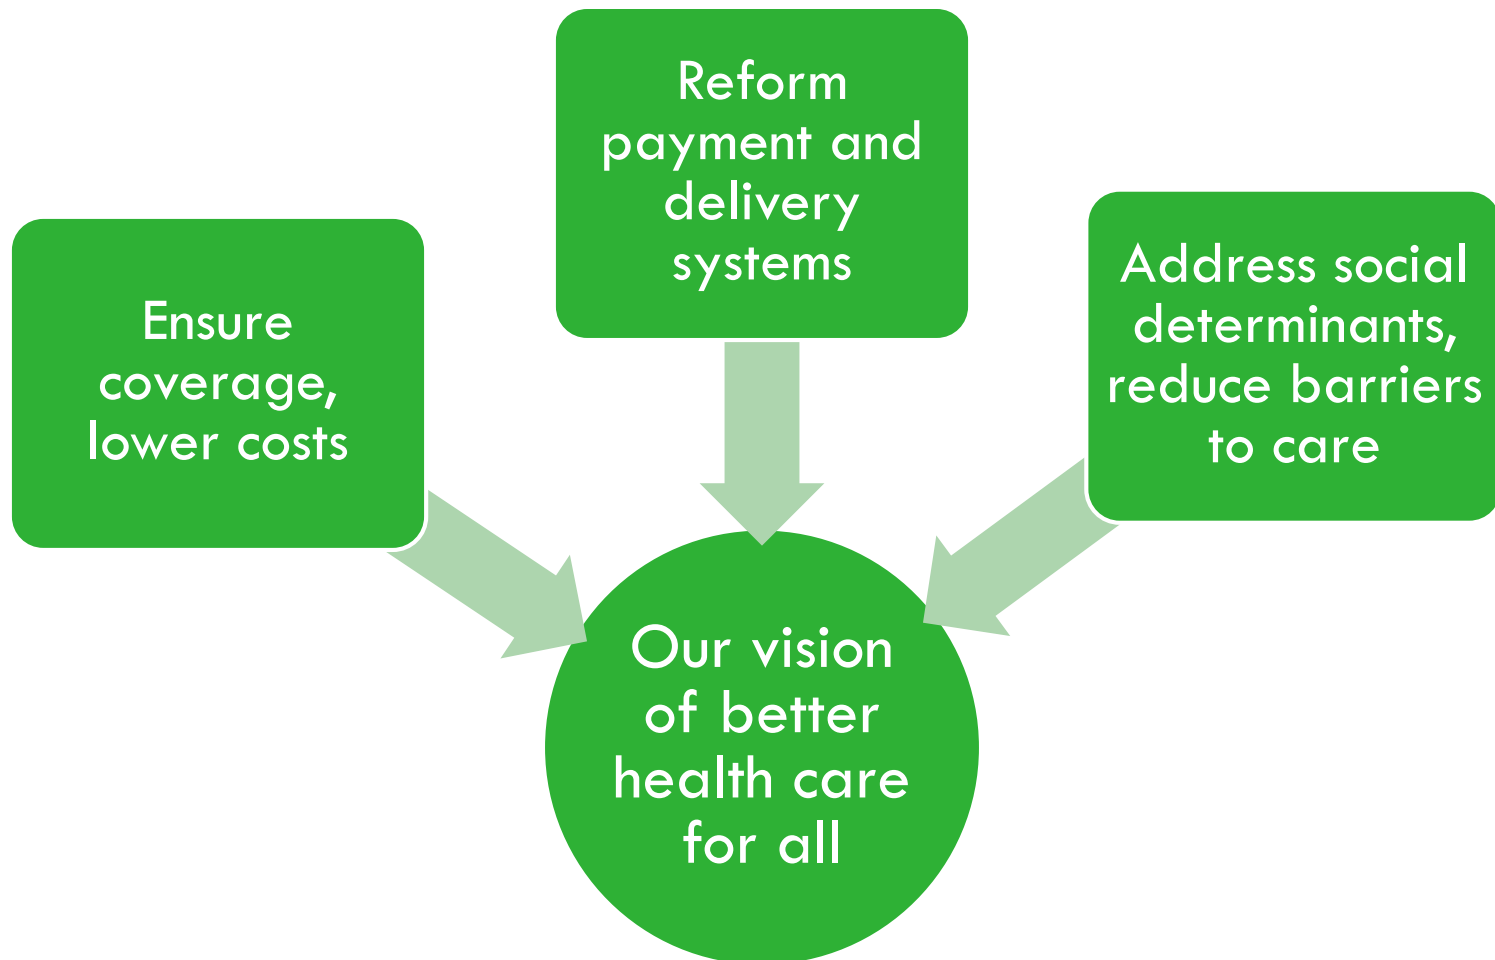 Ensure
coverage,
lower costs
Reform
payment and
delivery
systems
Address social
determinants,
reduce barriers
to care
Our vision
of better
health care
for all